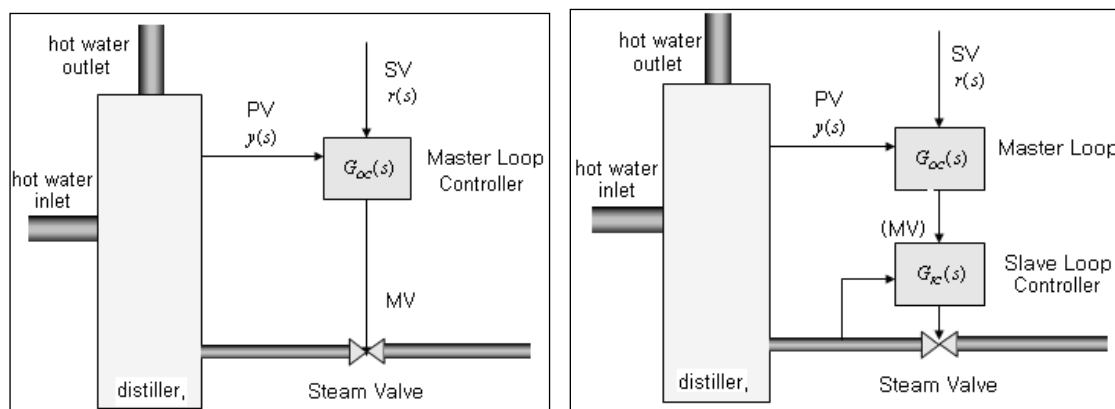 hot water
outlet
SV
r(s)
PV
y(s)
G_OC(s)
Master Loop
Controller
hot water
inlet
MV
distiller,
Steam Valve
hot water
outlet
SV
r(s)
PV
y(s)
G_OC(s)
Master Loop
hot water
inlet
(MV)
G_IC(s)
Slave Loop
Controller
distiller,
Steam Valve